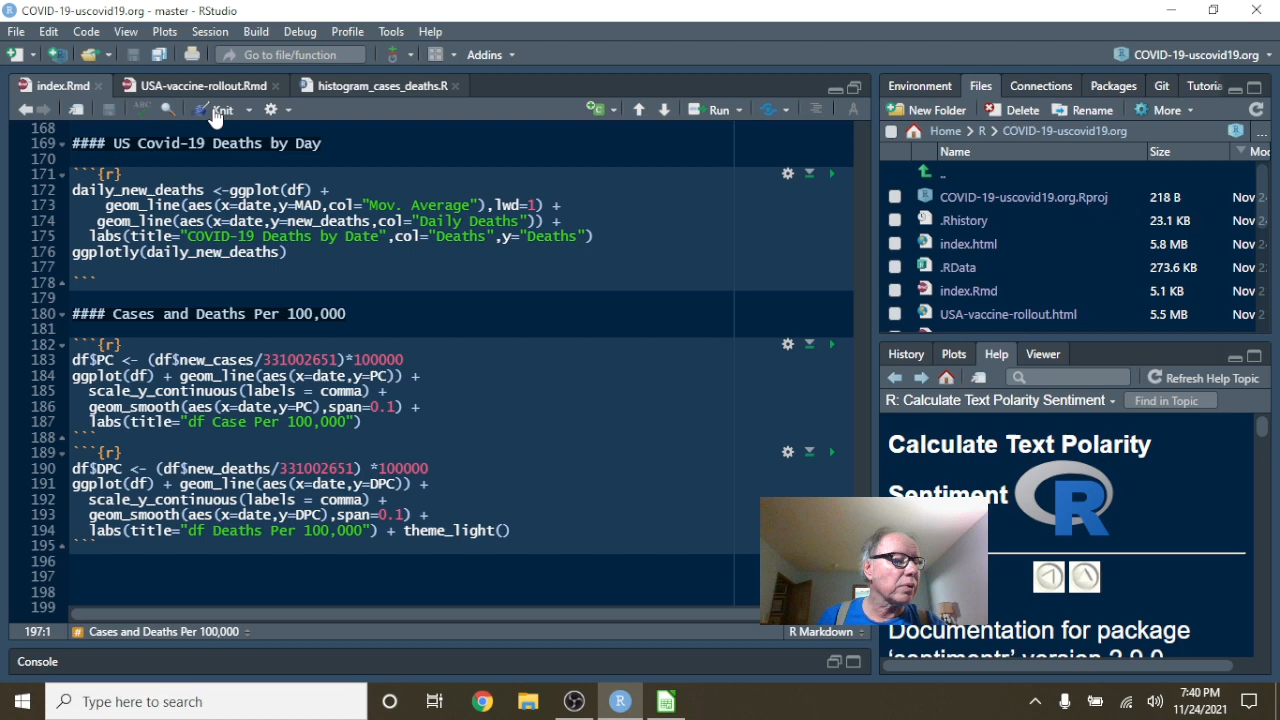 COVID-19-uscovid19.org - master - RStudio
File Edit Code View Plots Session Build Debug Profile Tools Help
Go to file/function
Addins
COVID-19-uscovid19.org
index.Rmd
USA-vaccine-rollout.Rmd
histogram_cases_deaths.R
ABC
Knit
Run
168
169 #### US Covid-19 Deaths by Day
170
171 ```{r}
172 daily_new_deaths <-ggplot(df) +
173 geom_line(aes(x=date,y=MAD,col="Mov. Average"),lwd=1) +
174 geom_line(aes(x=date,y=new_deaths,col="Daily Deaths")) +
175 labs(title="COVID-19 Deaths by Date",col="Deaths",y="Deaths")
176 ggplotly(daily_new_deaths)
177
178 ```
179
180 #### Cases and Deaths Per 100,000
181
182 ```{r}
183 df$PC <- (df$new_cases/331002651)*100000
184 ggplot(df) + geom_line(aes(x=date,y=PC)) +
185 scale_y_continuous(labels = comma) +
186 geom_smooth(aes(x=date,y=PC),span=0.1) +
187 labs(title="df Case Per 100,000")
188 ```
189 ```{r}
190 df$DPC <- (df$new_deaths/331002651) *100000
191 ggplot(df) + geom_line(aes(x=date,y=DPC)) +
192 scale_y_continuous(labels = comma) +
193 geom_smooth(aes(x=date,y=DPC),span=0.1) +
194 labs(title="df Deaths Per 100,000") + theme_light()
195 ```
196
197
198
199
197:1 # Cases and Deaths Per 100,000
R Markdown
Console
Environment Files Connections Packages Git Tutoria
New Folder Delete Rename More
Home > R > COVID-19-uscovid19.org
...
Name Size Mod
..
COVID-19-uscovid19.org.Rproj 218 B Nov 2
.Rhistory 23.1 KB Nov 2
index.html 5.8 MB Nov 2
.RData 273.6 KB Nov 2
index.Rmd 5.1 KB Nov 2
USA-vaccine-rollout.html 5.5 MB Nov 2
History Plots Help Viewer
Refresh Help Topic
R: Calculate Text Polarity Sentiment
Find in Topic
Calculate Text Polarity
Sentiment
R
Documentation for package
'sentimentr' version 2.9.0
Type here to search
7:40 PM
11/24/2021